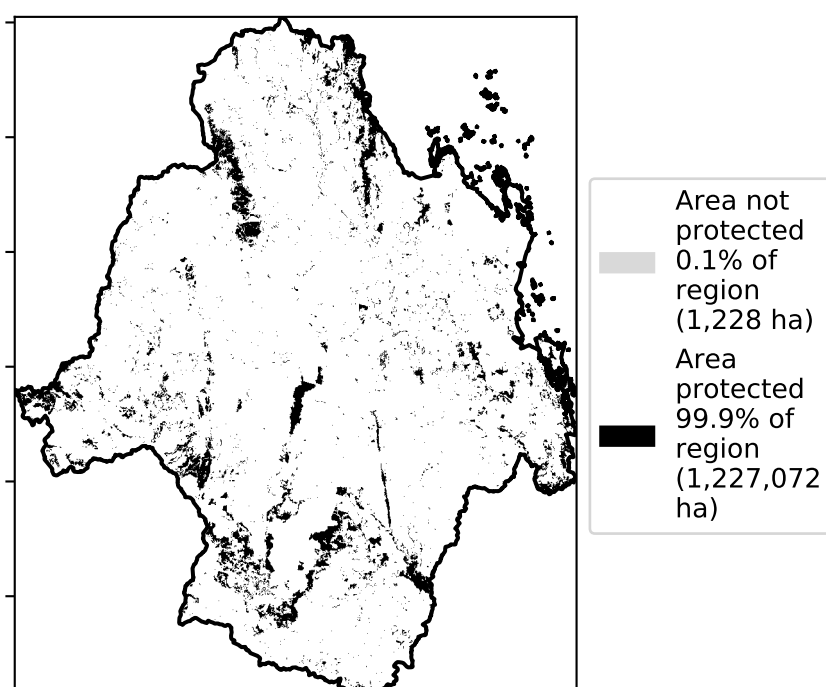 Area not
protected
0.1% of
region
(1,228 ha)
Area
protected
99.9% of
region
(1,227,072
ha)